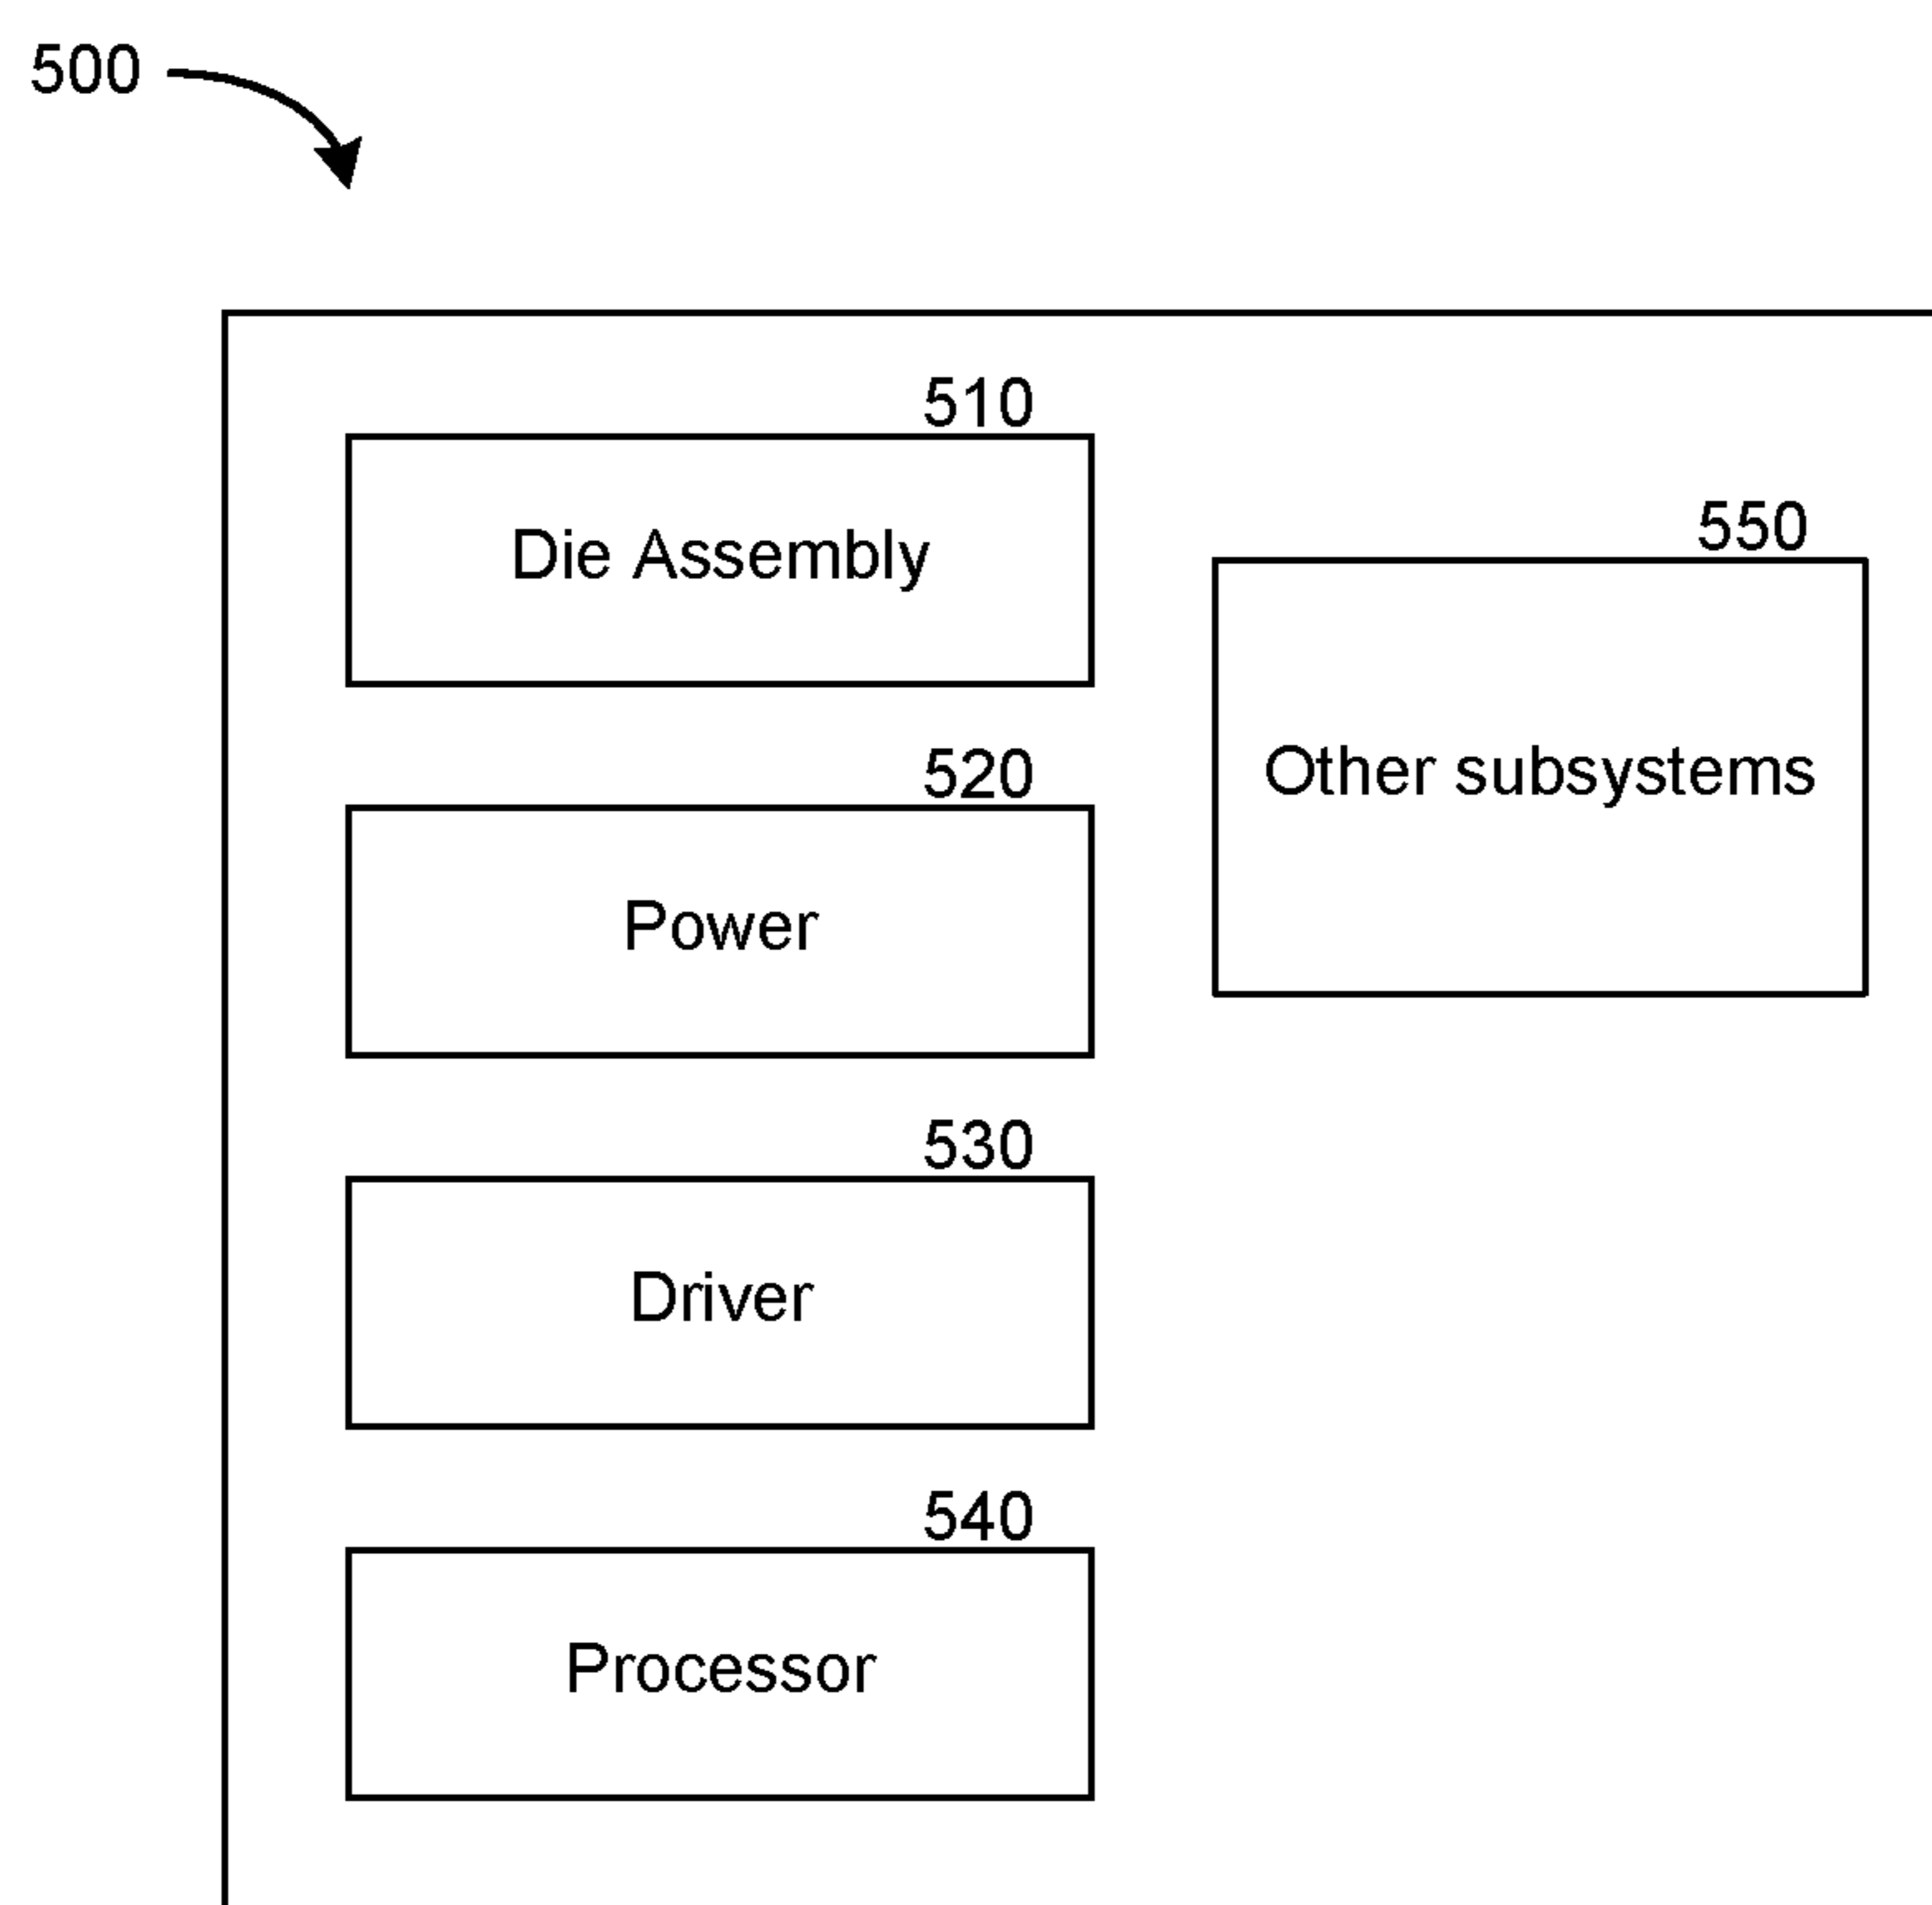 500
510
Die Assembly
550
Other subsystems
520
Power
530
Driver
540
Processor